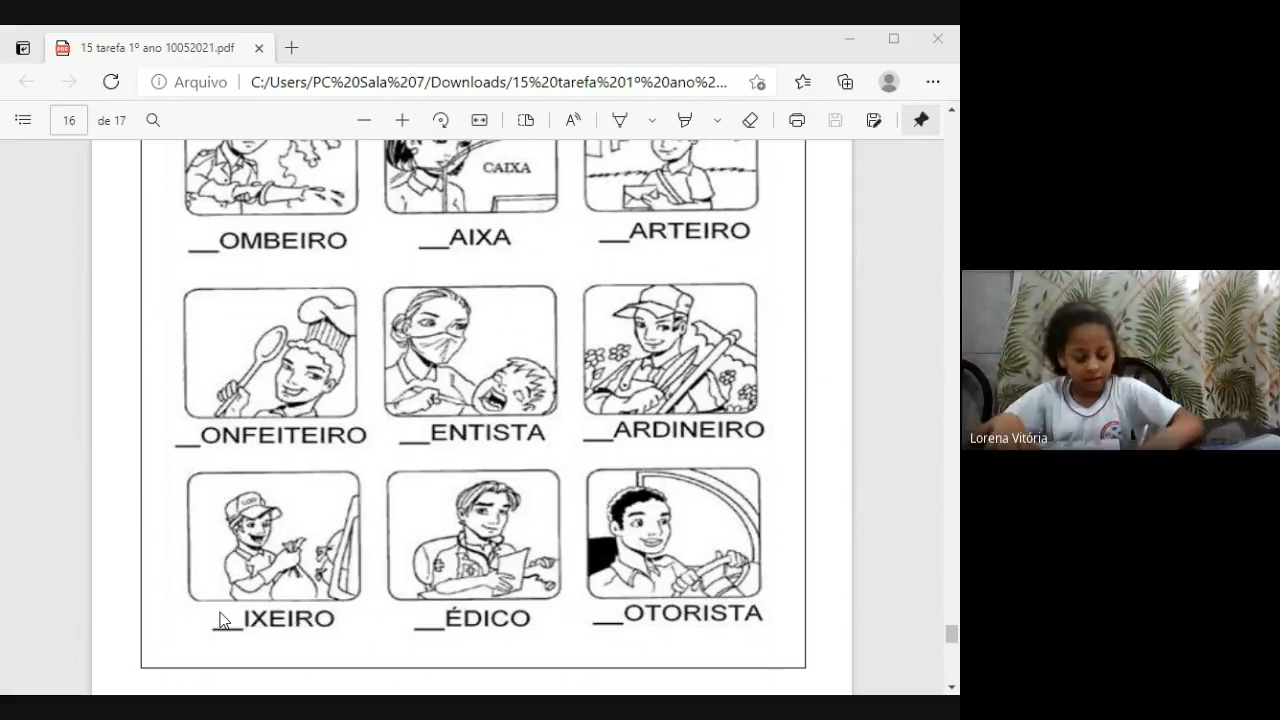 15 tarefa 1º ano 10052021.pdf
Arquivo C:/Users/PC%20Sala%207/Downloads/15%20tarefa%201º%20ano%2...
16 de 17
CAIXA
__OMBEIRO __AIXA __ARTEIRO
__ONFEITEIRO __ENTISTA __ARDINEIRO
__IXEIRO __ÉDICO __OTORISTA
Lorena Vitória